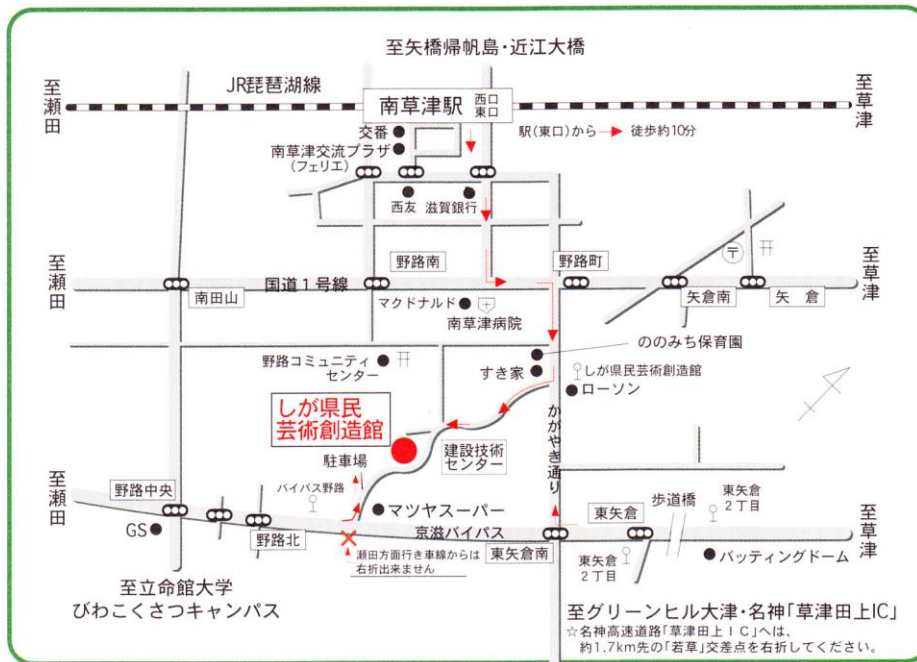 至矢橋帰帆島・近江大橋
至瀬田
JR琵琶湖線
南草津駅
西口
東口
至草津
交番
南草津交流プラザ
(フェリエ)
駅(東口)から
徒歩約10分
西友
滋賀銀行
至瀬田
南田山
国道1号線
野路南
野路町
〒
矢倉南
矢 倉
至草津
マクドナルド
南草津病院
野路コミュニティ
センター
ののみち保育園
すき家
しが県民芸術創造館
ローソン
しが県民
芸術創造館
かがやき通り
建設技術
センター
駐車場
至瀬田
野路中央
バイパス野路
マツヤスーパー
GS
野路北
京滋バイパス
東矢倉南
東矢倉
歩道橋
東矢倉
2丁目
至草津
瀬田方面行き車線からは
右折出来ません
東矢倉
2丁目
バッティングドーム
至立命館大学
びわこくさつキャンパス
至グリーンヒル大津・名神「草津田上IC」
☆名神高速道路「草津田上IC」へは、
約1.7km先の「若草」交差点を右折してください。